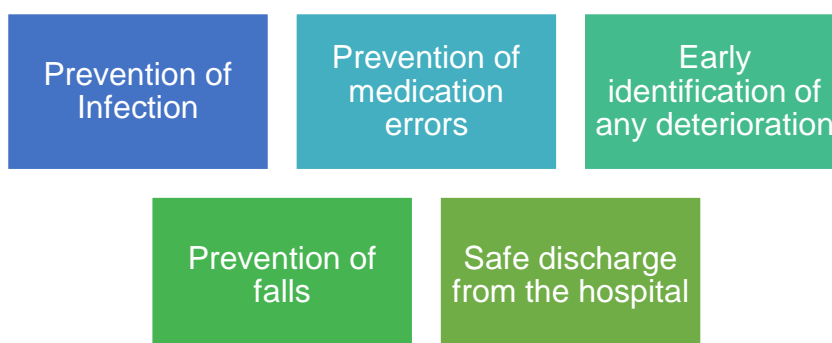 Prevention of
Infection
Prevention of
medication
errors
Early
identification of
any deterioration
Prevention of
falls
Safe discharge
from the hospital